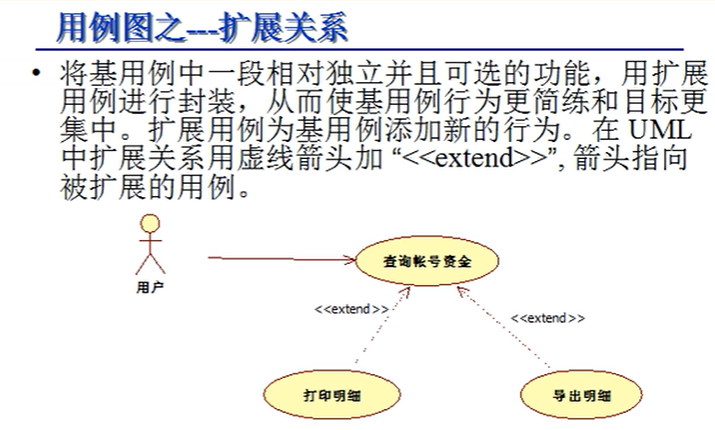 用例图之---扩展关系
• 将基用例中一段相对独立并且可选的功能，用扩展
用例进行封装，从而使基用例行为更简练和目标更
集中。扩展用例为基用例添加新的行为。在 UML
中扩展关系用虚线箭头加 “<<extend>>”, 箭头指向
被扩展的用例。
查询帐号资金
用户
<<extend>>
<<extend>>
打印明细
导出明细